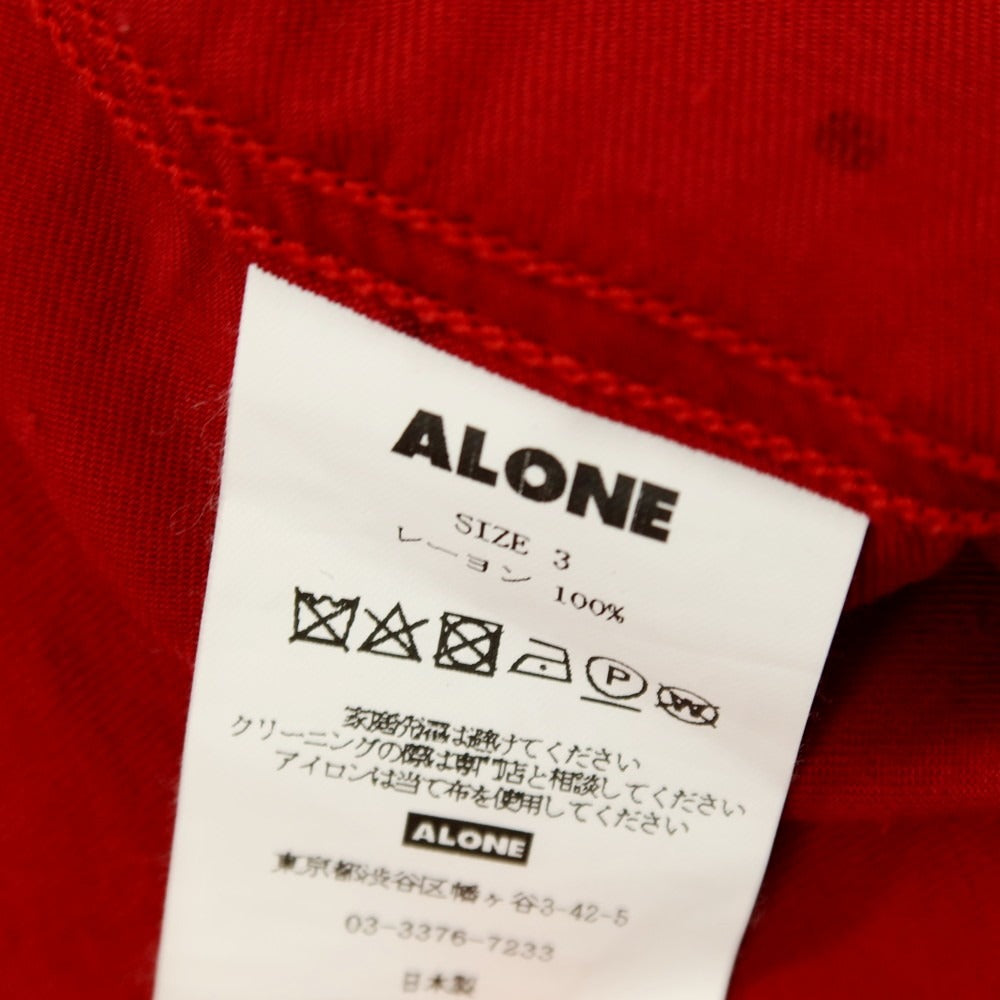 ALONE
SIZE 3
レーヨン 100%
P
W
家庭洗濯は避けてください
クリーニングの際は専門店と相談してください
アイロンは当て布を使用してください
ALONE
東京都渋谷区幡ヶ谷3-42-5
03-3376-7233
日本製